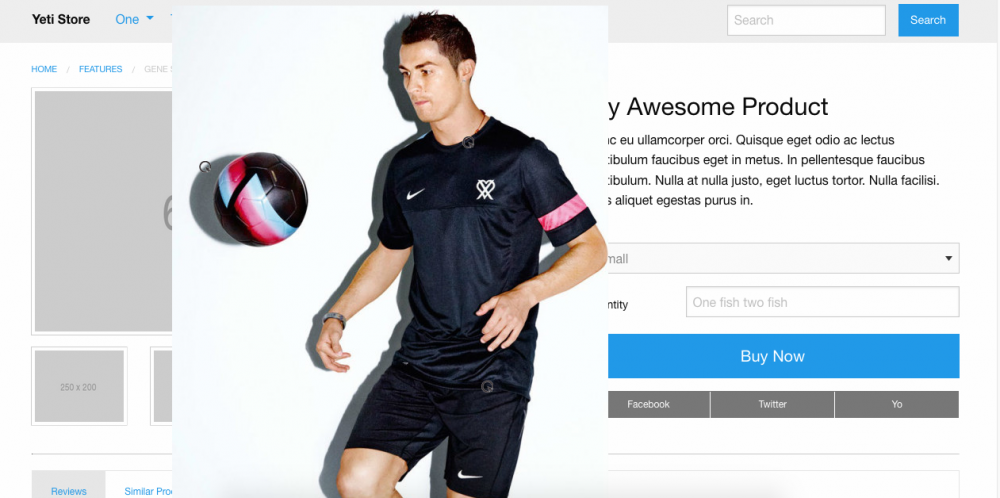 Yeti Store One
Search Search
HOME / FEATURES / GENE
y Awesome Product
c eu ullamcorper orci. Quisque eget odio ac lectus
tibulum faucibus eget in metus. In pellentesque faucibus
tibulum. Nulla at nulla justo, eget luctus tortor. Nulla facilisi.
s aliquet egestas purus in.
mall
ntity One fish two fish
Buy Now
250 x 200
Facebook Twitter Yo
Reviews Similar Pro